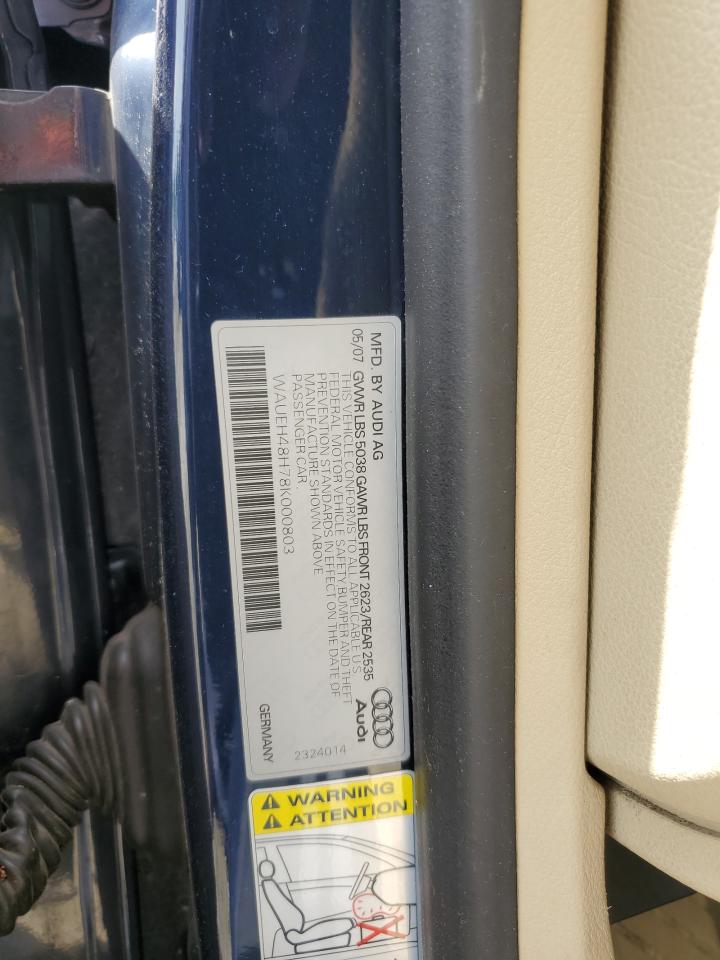 MFD. BY AUDI AG
05/07 GVWR LBS 5038 GAWR LBS FRONT 2623/REAR 2535
THIS VEHICLE CONFORMS TO ALL APPLICABLE U.S
FEDERAL MOTOR VEHICLE SAFETY, BUMPER AND THEFT
PREVENTION STANDARDS IN EFFECT ON THE DATE OF
MANUFACTURE SHOWN ABOVE
PASSENGER CAR
WAUEH48H78K000803
Audi
2324014
GERMANY
WARNING
ATTENTION